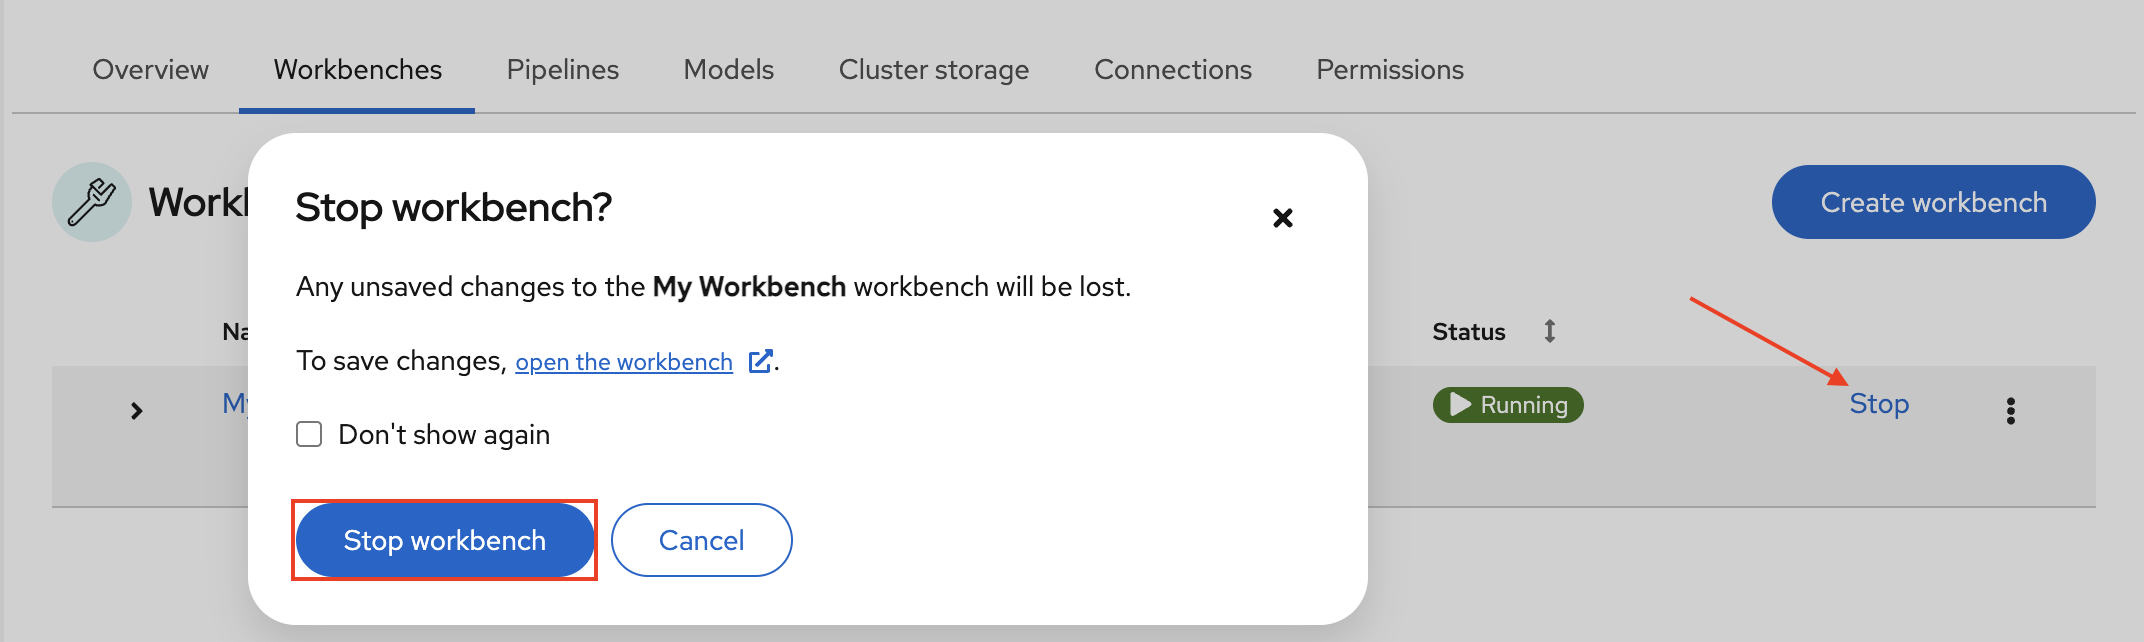 Overview Workbenches Pipelines Models Cluster storage Connections Permissions
Create workbench
Stop workbench?
Any unsaved changes to the My Workbench workbench will be lost.
To save changes, open the workbench.
Don't show again
Stop workbench Cancel
Status
My
Running Stop